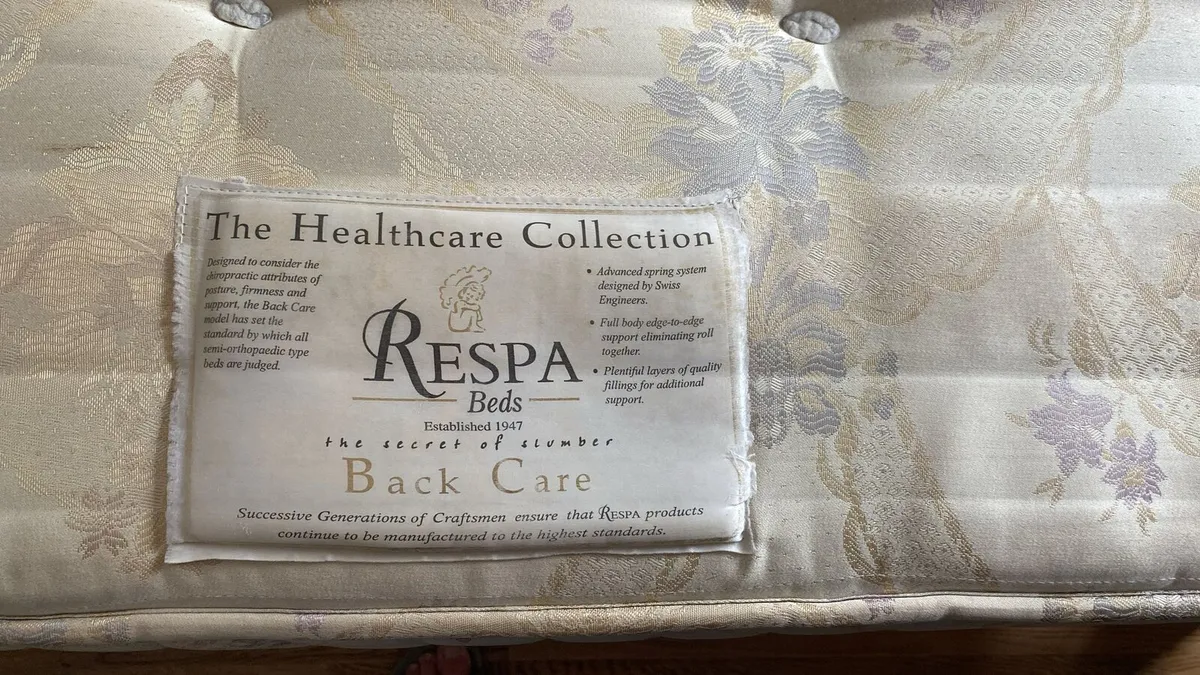 The Healthcare Collection
Designed to consider the
chiropractic attributes of
posture, firmness and
support, the Back Care
model has set the
standard by which all
semi-orthopaedic type
beds are judged.
RESPA
Beds
Established 1947
the secret of slumber
Back Care
• Advanced spring system
designed by Swiss
Engineers.
• Full body edge-to-edge
support eliminating roll
together.
• Plentiful layers of quality
fillings for additional
support.
Successive Generations of Craftsmen ensure that RESPA products
continue to be manufactured to the highest standards.